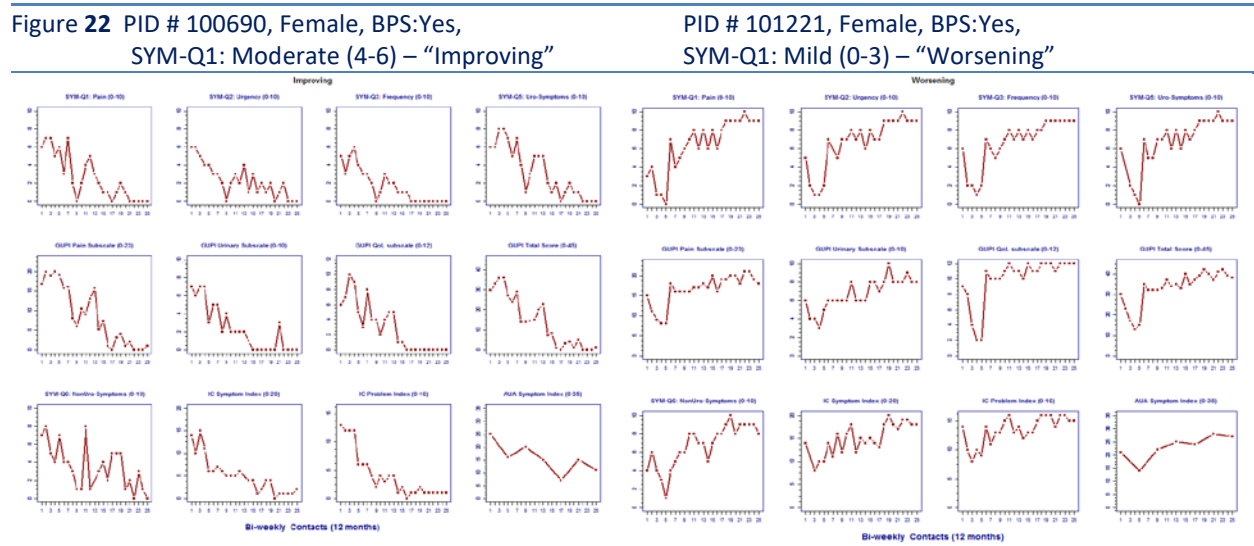 Figure 22 PID # 100690, Female, BPS:Yes,
SYM-Q1: Moderate (4-6) – “Improving”
PID # 101221, Female, BPS:Yes,
SYM-Q1: Mild (0-3) – “Worsening”
Improving
SYM-Q1: Pain (0-10)
SYM-Q2: Urgency (0-10)
SYM-Q3: Frequency (0-10)
SYM-Q5: Uro-Symptoms (0-10)
GUPI Pain Subscale (0-23)
GUPI Urinary Subscale (0-10)
GUPI QoL subscale (0-12)
GUPI Total Score (0-45)
SYM-Q6: NonUro-Symptoms (0-10)
IC Symptom Index (0-20)
IC Problem Index (0-16)
AUA Symptom Index (0-35)
Bi-weekly Contacts (12 months)
Worsening
SYM-Q1: Pain (0-10)
SYM-Q2: Urgency (0-10)
SYM-Q3: Frequency (0-10)
SYM-Q5: Uro-Symptoms (0-10)
GUPI Pain Subscale (0-23)
GUPI Urinary Subscale (0-10)
GUPI QoL subscale (0-12)
GUPI Total Score (0-45)
SYM-Q6: NonUro-Symptoms (0-10)
IC Symptom Index (0-20)
IC Problem Index (0-16)
AUA Symptom Index (0-35)
Bi-weekly Contacts (12 months)